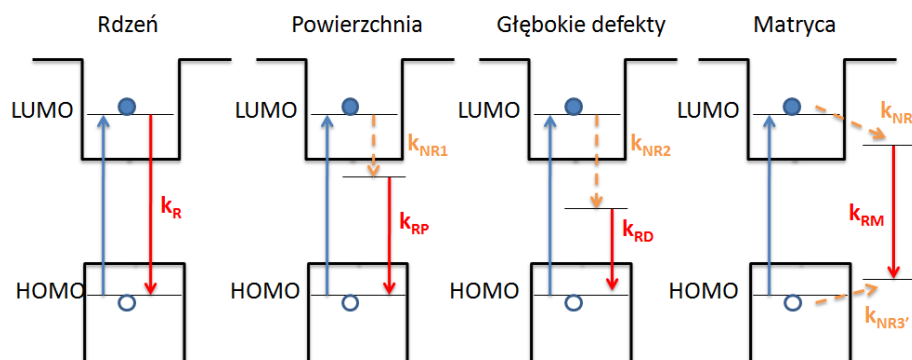 Rdzeń
Powierzchnia
Głębokie defekty
Matryca
LUMO
LUMO
LUMO
LUMO
kNR1
kNR2
kNR
kR
kRP
kRD
kRM
HOMO
HOMO
HOMO
HOMO
kNR3'